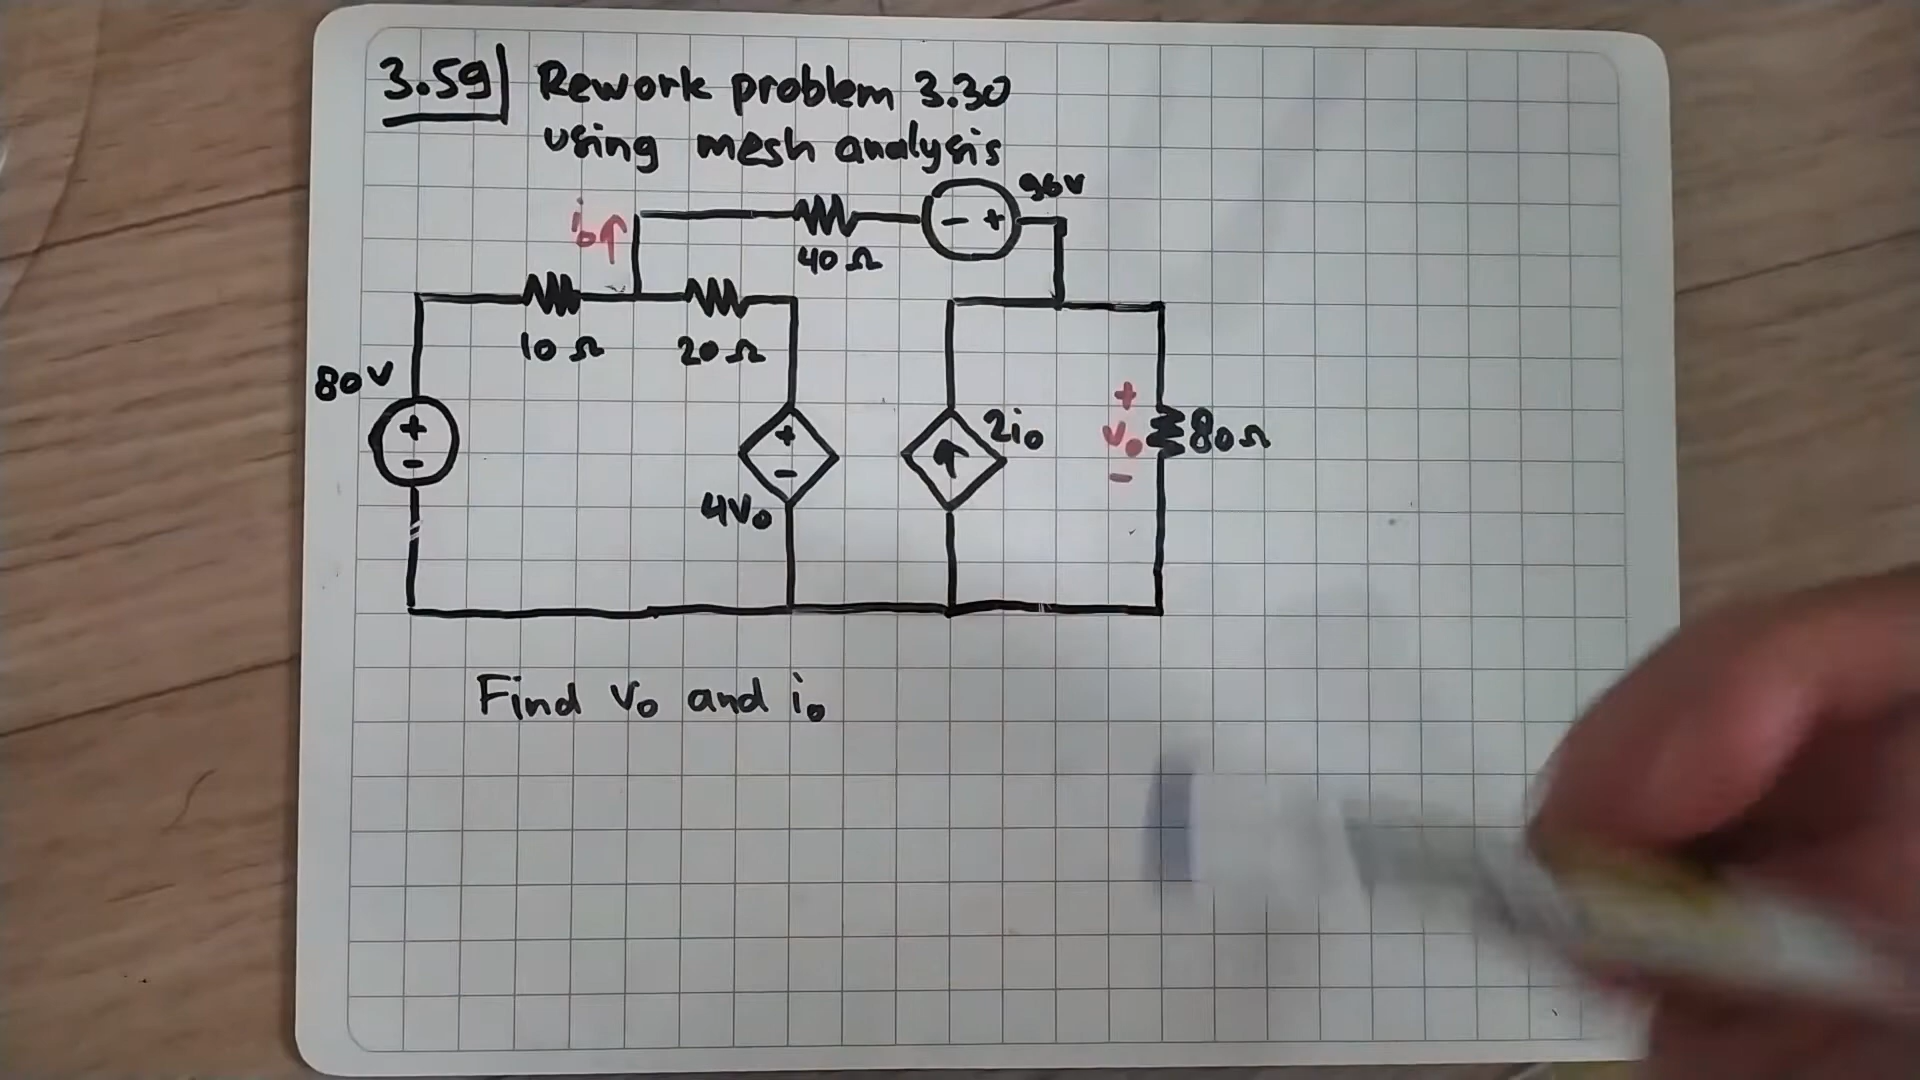 3.59 Rework problem 3.30
using mesh analysis
96V
i₀↑
40Ω
- +
10Ω
20Ω
80V
+
-
+
-
4V₀
↑
2i₀
+
V₀
-
80Ω
Find V₀ and i₀